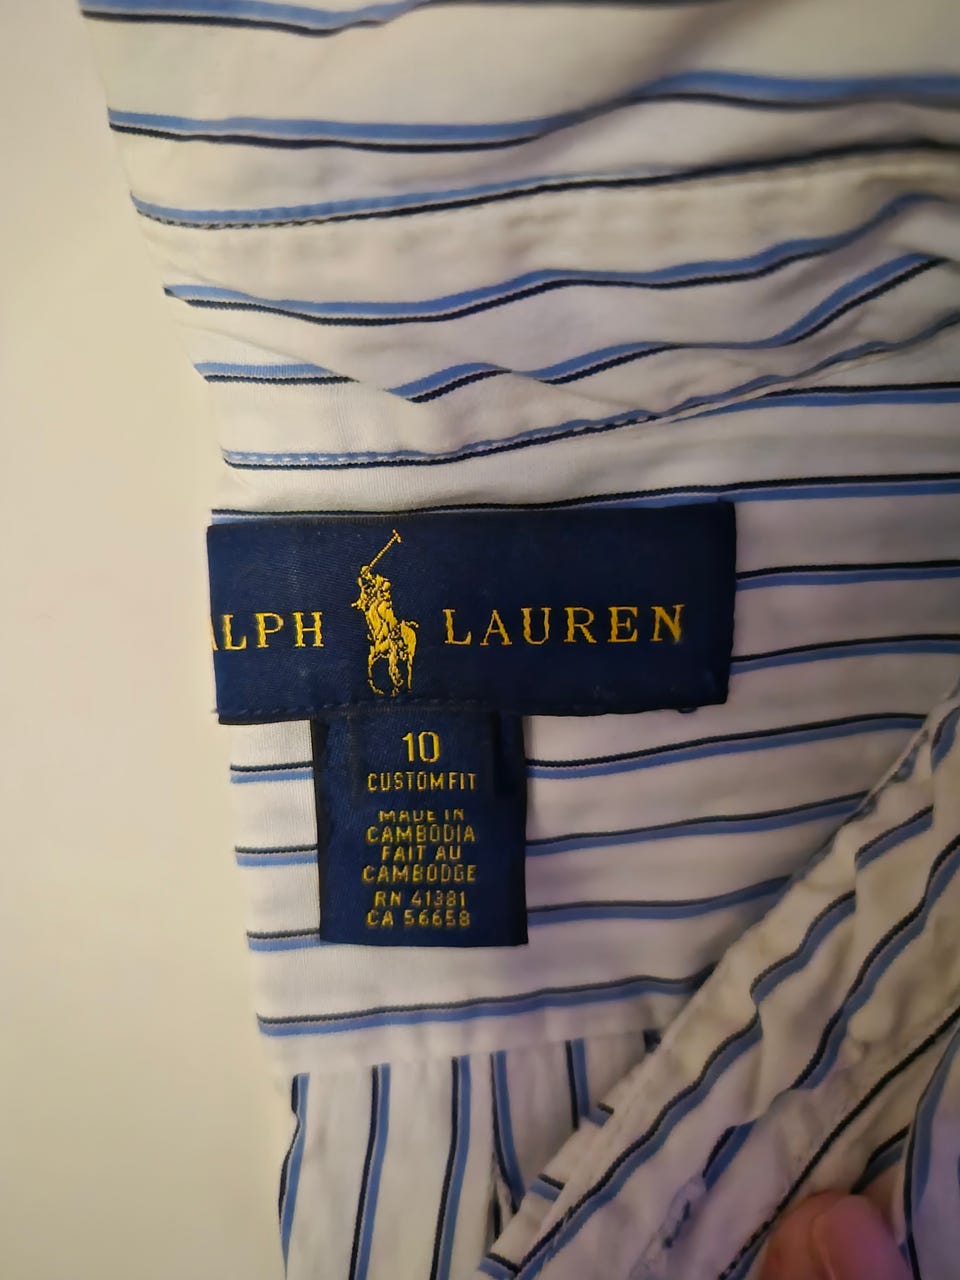 ALPH LAUREN
10
CUSTOM FIT
MADE IN
CAMBODIA
FAIT AU
CAMBODGE
RN 41381
CA 56658